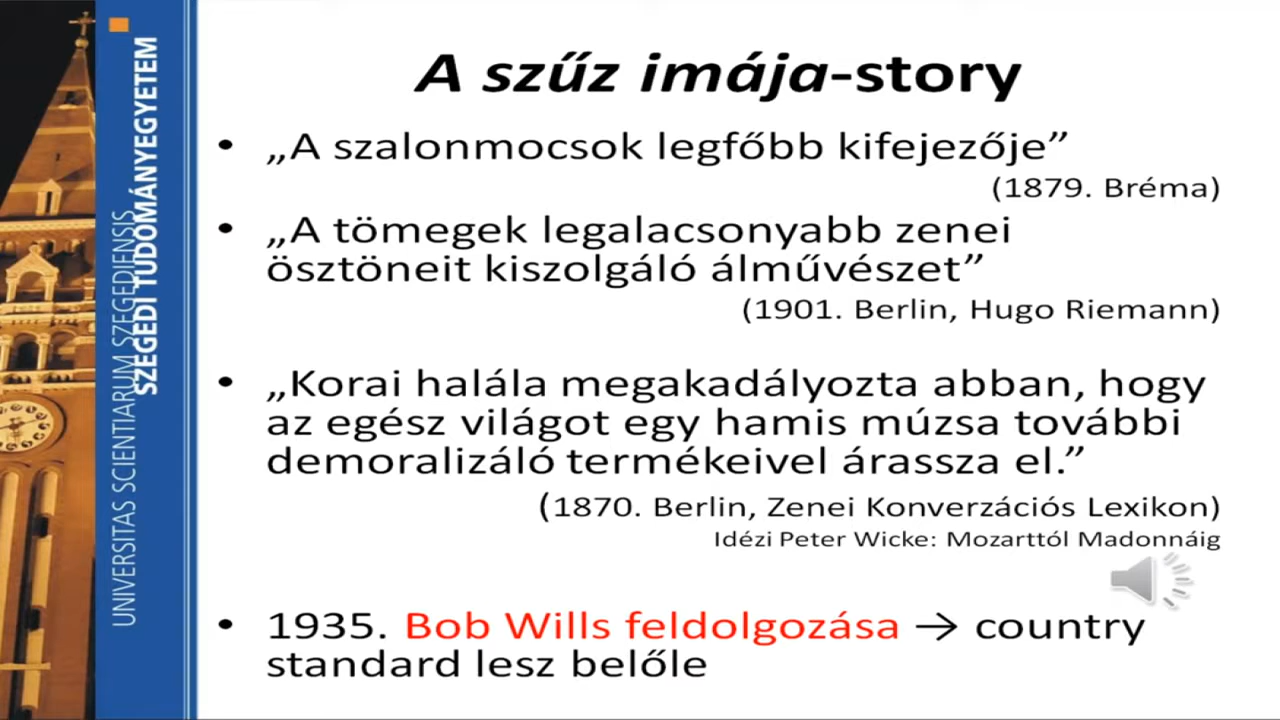 UNIVERSITAS SCIENTIARUM SZEGEDIENSIS
SZEGEDI TUDOMÁNYEGYETEM
A szűz imája-story
• „A szalonmocsok legfőbb kifejezője”
(1879. Bréma)
• „A tömegek legalacsonyabb zenei
ösztöneit kiszolgáló álművészet”
(1901. Berlin, Hugo Riemann)
• „Korai halála megakadályozta abban, hogy
az egész világot egy hamis múzsa további
demoralizáló termékeivel árassza el.”
(1870. Berlin, Zenei Konverzációs Lexikon)
Idézi Peter Wicke: Mozarttól Madonnáig
• 1935. Bob Wills feldolgozása → country
standard lesz belőle